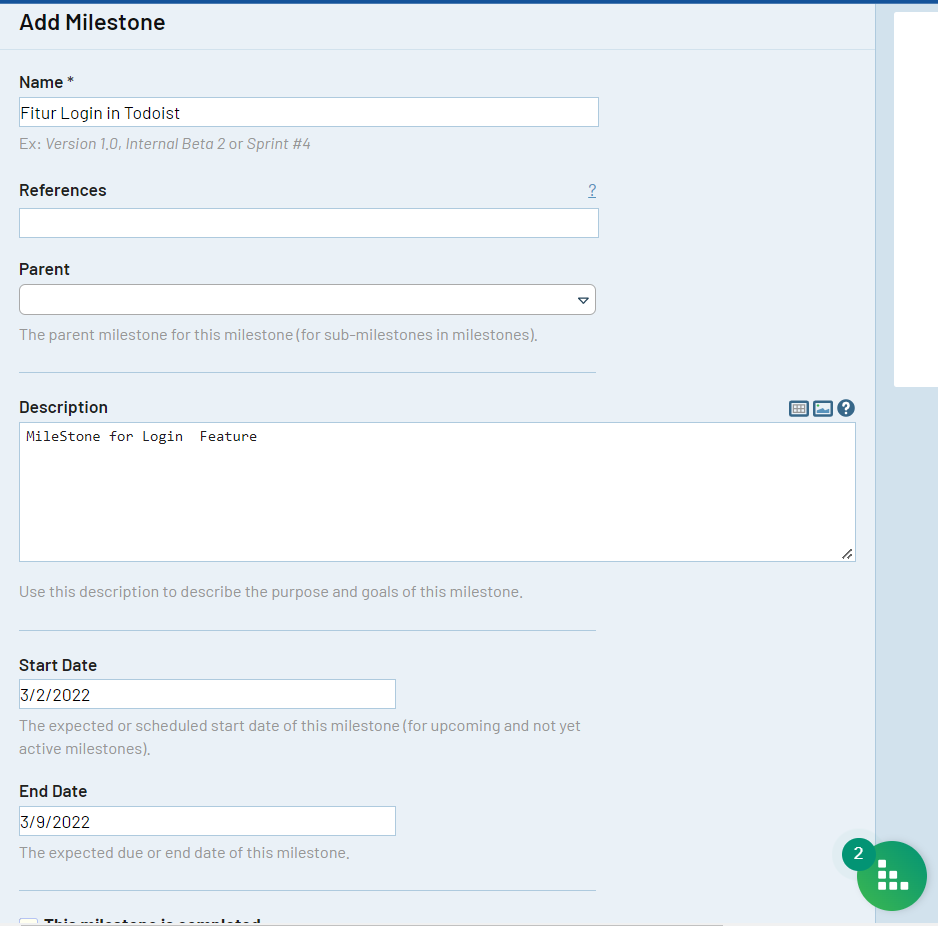 Add Milestone
Name *
Fitur Login in Todoist
Ex: Version 1.0, Internal Beta 2 or Sprint #4
References
?
Parent
The parent milestone for this milestone (for sub-milestones in milestones).
Description
?
MileStone for Login  Feature
Use this description to describe the purpose and goals of this milestone.
Start Date
3/2/2022
The expected or scheduled start date of this milestone (for upcoming and not yet
active milestones).
End Date
3/9/2022
The expected due or end date of this milestone.
2
This milestone is completed